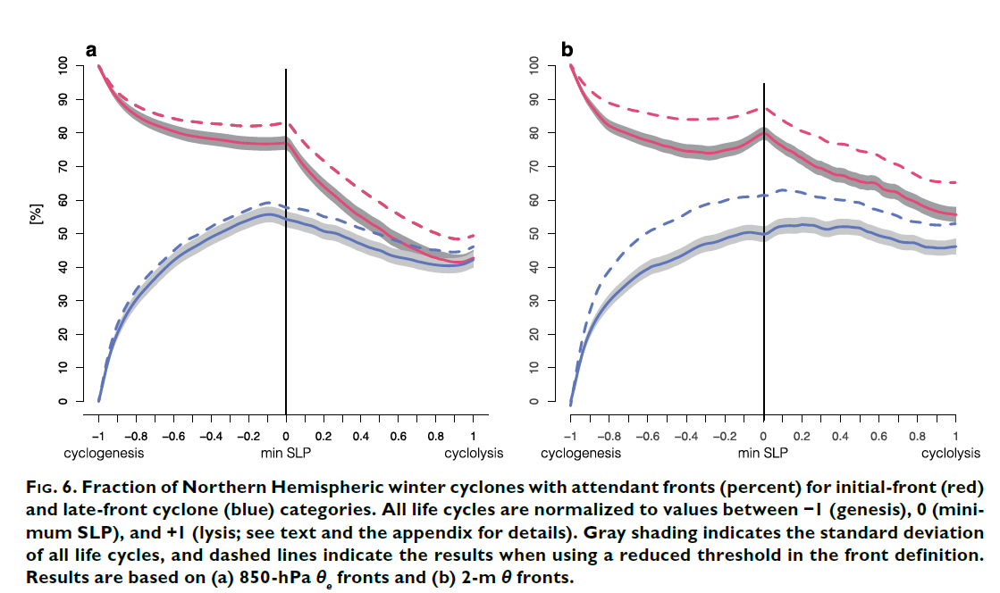 a
b
100
90
80
70
60
50
40
30
20
10
0
[%]
100
90
80
70
60
50
40
30
20
10
0
−1 −0.8 −0.6 −0.4 −0.2 0 0.2 0.4 0.6 0.8 1
cyclogenesis min SLP cyclolysis
−1 −0.8 −0.6 −0.4 −0.2 0 0.2 0.4 0.6 0.8 1
cyclogenesis min SLP cyclolysis
Fig. 6. Fraction of Northern Hemispheric winter cyclones with attendant fronts (percent) for initial-front (red)
and late-front cyclone (blue) categories. All life cycles are normalized to values between −1 (genesis), 0 (mini-
mum SLP), and +1 (lysis; see text and the appendix for details). Gray shading indicates the standard deviation
of all life cycles, and dashed lines indicate the results when using a reduced threshold in the front definition.
Results are based on (a) 850-hPa θe fronts and (b) 2-m θ fronts.